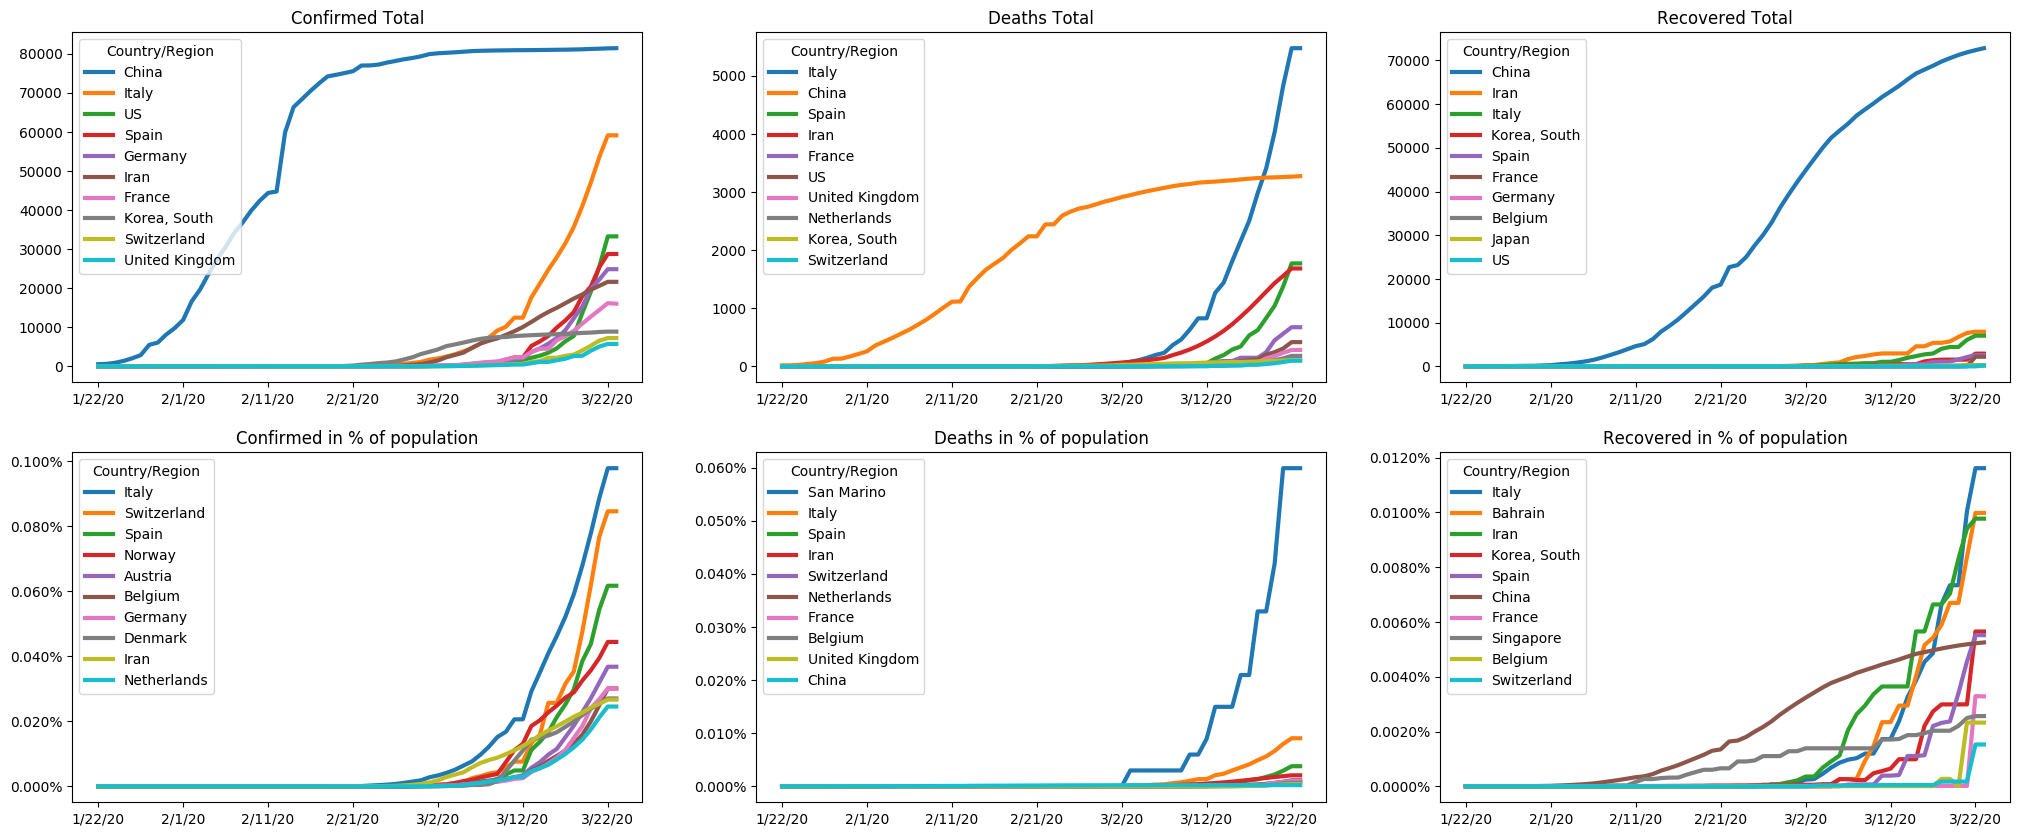 Confirmed Total
Country/Region
China
Italy
US
Spain
Germany
Iran
France
Korea, South
Switzerland
United Kingdom
80000
70000
60000
50000
40000
30000
20000
10000
0
1/22/20 2/1/20 2/11/20 2/21/20 3/2/20 3/12/20 3/22/20
Deaths Total
Country/Region
Italy
China
Spain
Iran
France
US
United Kingdom
Netherlands
Korea, South
Switzerland
5000
4000
3000
2000
1000
0
1/22/20 2/1/20 2/11/20 2/21/20 3/2/20 3/12/20 3/22/20
Recovered Total
Country/Region
China
Iran
Italy
Korea, South
Spain
France
Germany
Belgium
Japan
US
70000
60000
50000
40000
30000
20000
10000
0
1/22/20 2/1/20 2/11/20 2/21/20 3/2/20 3/12/20 3/22/20
Confirmed in % of population
Country/Region
Italy
Switzerland
Spain
Norway
Austria
Belgium
Germany
Denmark
Iran
Netherlands
0.100%
0.080%
0.060%
0.040%
0.020%
0.000%
1/22/20 2/1/20 2/11/20 2/21/20 3/2/20 3/12/20 3/22/20
Deaths in % of population
Country/Region
San Marino
Italy
Spain
Iran
Switzerland
Netherlands
France
Belgium
United Kingdom
China
0.060%
0.050%
0.040%
0.030%
0.020%
0.010%
0.000%
1/22/20 2/1/20 2/11/20 2/21/20 3/2/20 3/12/20 3/22/20
Recovered in % of population
Country/Region
Italy
Bahrain
Iran
Korea, South
Spain
China
France
Singapore
Belgium
Switzerland
0.0120%
0.0100%
0.0080%
0.0060%
0.0040%
0.0020%
0.0000%
1/22/20 2/1/20 2/11/20 2/21/20 3/2/20 3/12/20 3/22/20